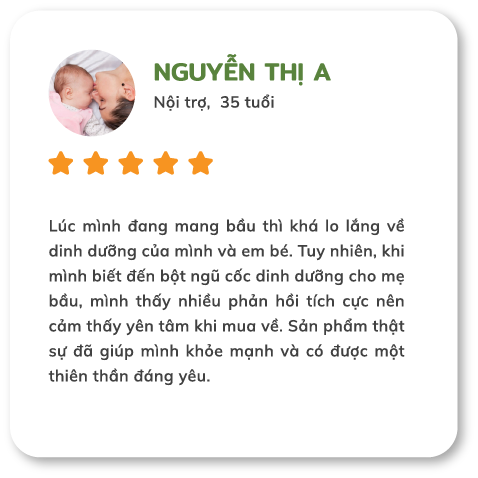 NGUYỄN THỊ A
Nội trợ, 35 tuổi
Lúc mình đang mang bầu thì khá lo lắng về
dinh dưỡng của mình và em bé. Tuy nhiên, khi
mình biết đến bột ngũ cốc dinh dưỡng cho mẹ
bầu, mình thấy nhiều phản hồi tích cực nên
cảm thấy yên tâm khi mua về. Sản phẩm thật
sự đã giúp mình khỏe mạnh và có được một
thiên thần đáng yêu.